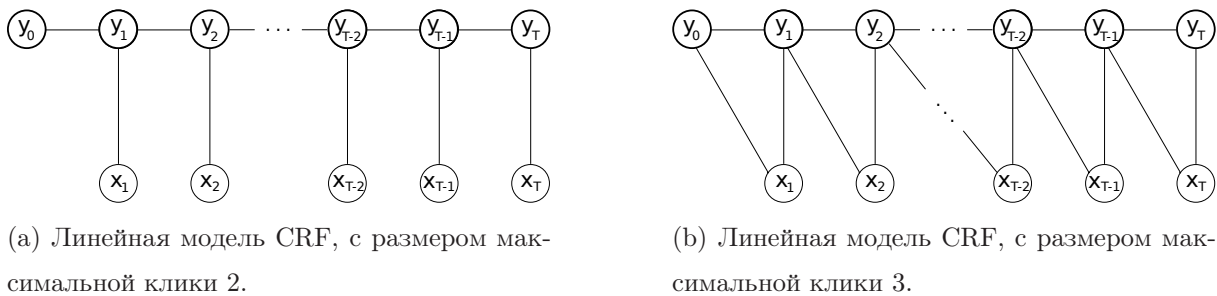 y0 y1 y2 ··· yT-2 yT-1 yT
x1 x2 xT-2 xT-1 xT
(a) Линейная модель CRF, с размером мак-
симальной клики 2.
y0 y1 y2 ··· yT-2 yT-1 yT
x1 x2 xT-2 xT-1 xT
(b) Линейная модель CRF, с размером мак-
симальной клики 3.